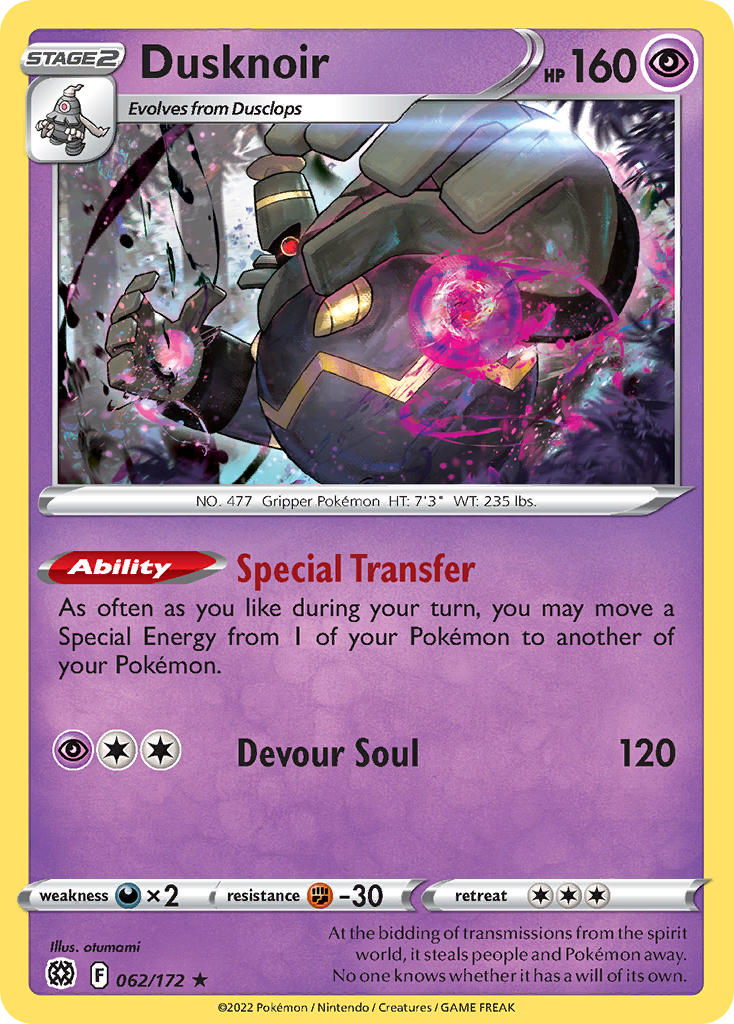 STAGE2
Dusknoir
HP 160
Evolves from Dusclops
NO. 477 Gripper Pokémon HT: 7'3" WT: 235 lbs.
Ability Special Transfer
As often as you like during your turn, you may move a
Special Energy from 1 of your Pokémon to another of
your Pokémon.
Devour Soul 120
weakness ×2 resistance -30 retreat
Illus. otumami
At the bidding of transmissions from the spirit
world, it steals people and Pokémon away.
No one knows whether it has a will of its own.
F 062/172 ★
©2022 Pokémon / Nintendo / Creatures / GAME FREAK